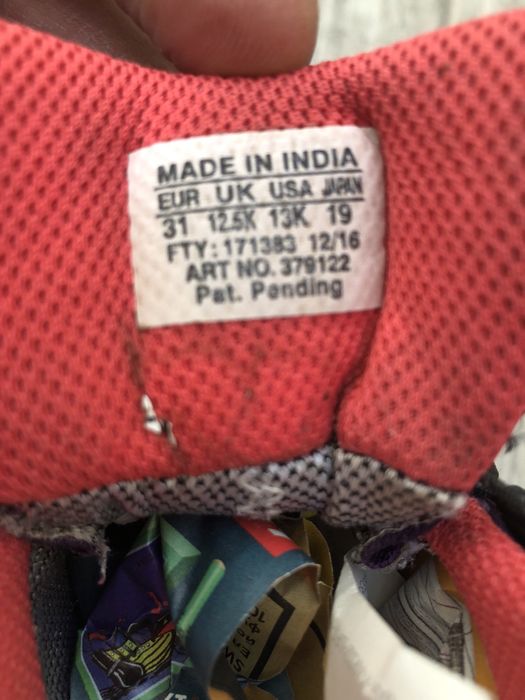 MADE IN INDIA
EUR UK USA JAPAN
31 12.5K 13K 19
FTY: 171383 12/16
ART NO. 379122
Pat. Pending